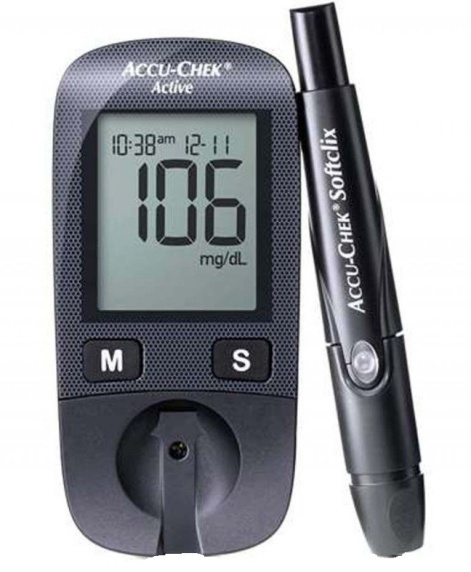 ACCU-CHEK®
Active
10:38am 12-11
106
mg/dL
M
S
ACCU-CHEK® Softclix